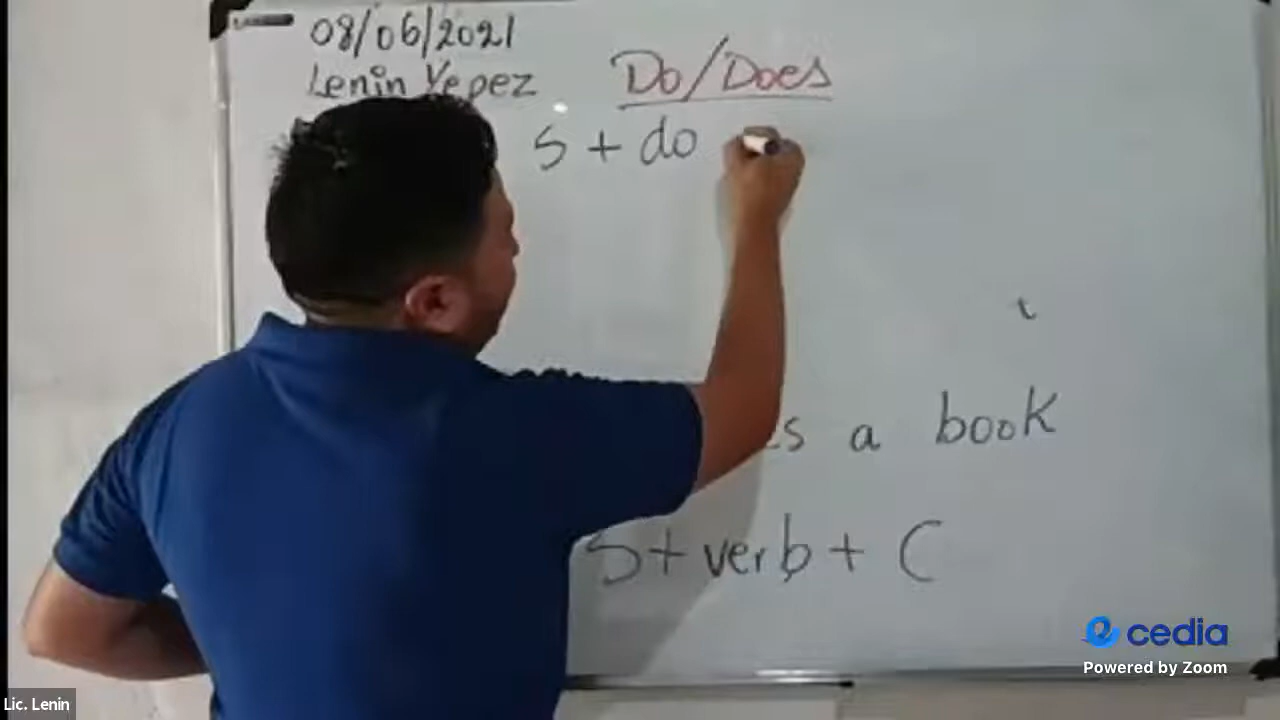 08/06/2021
Lenin Yepez
Do/Does
S + do
a book
S + verb + C
cedia
Powered by Zoom
Lic. Lenin